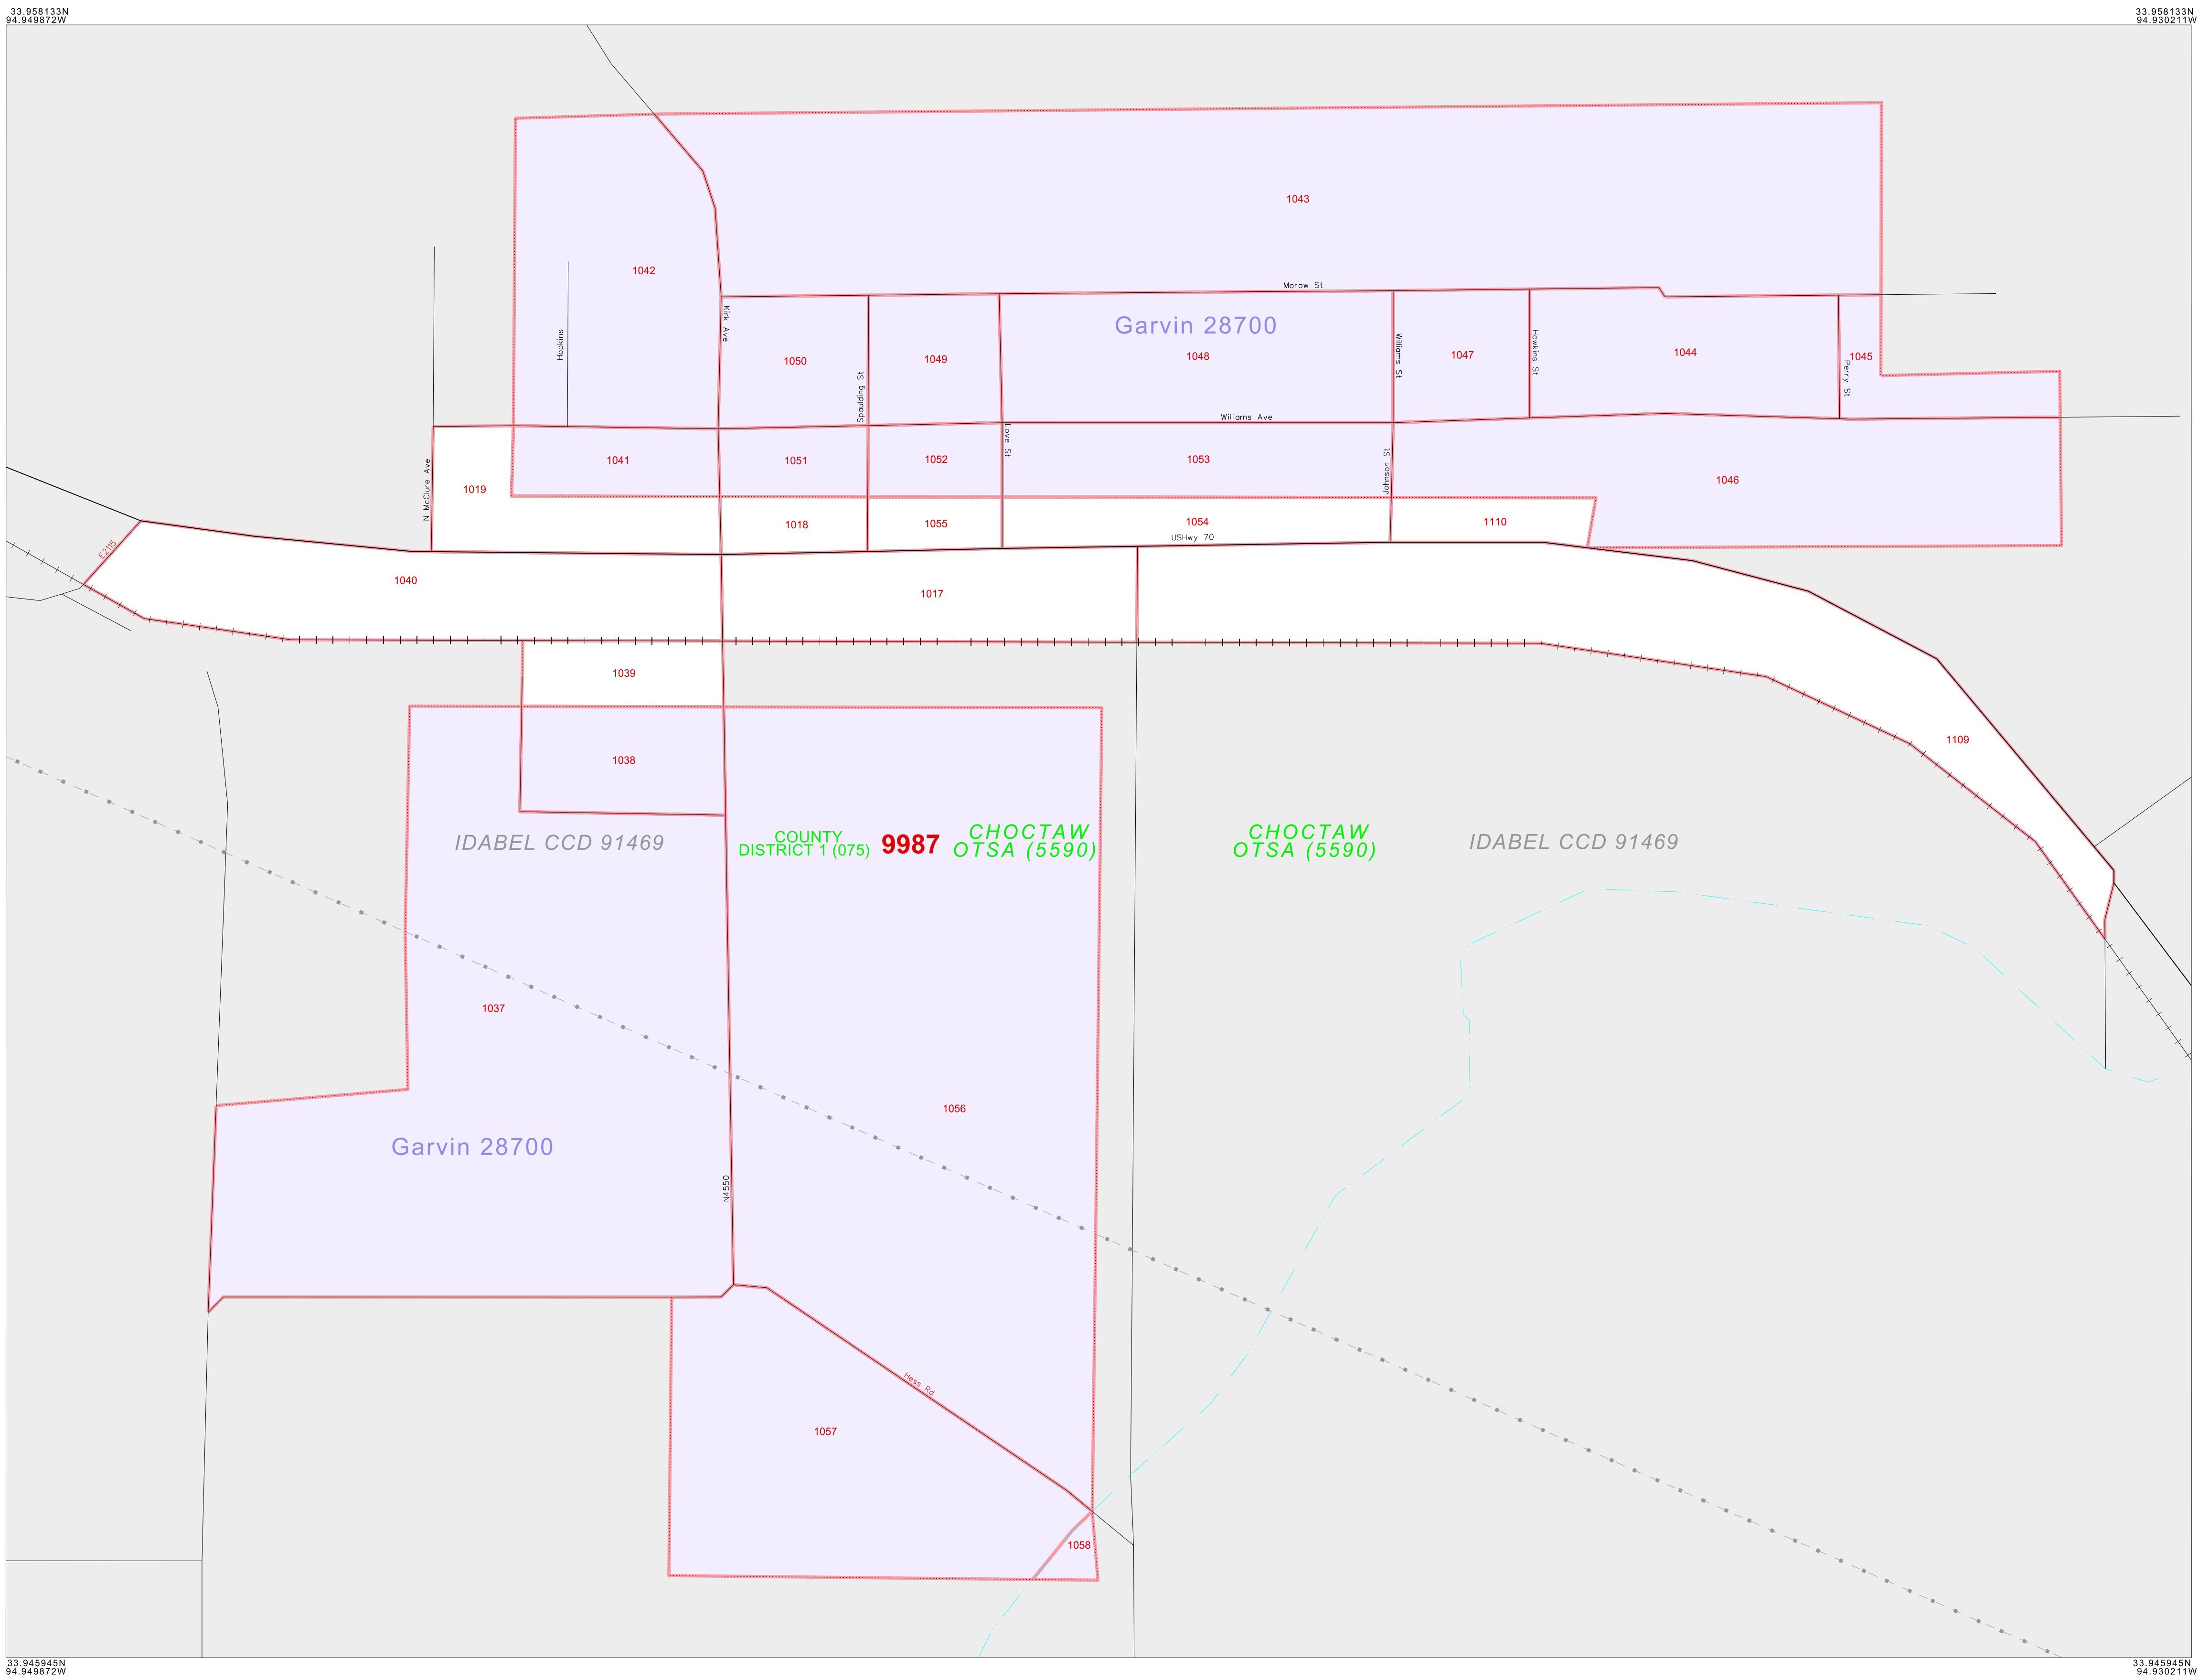 33.958133N
94.949872W
33.958133N
94.930211W
1043
1042
Morow St
Kirk Ave
Garvin 28700
Hopkins
Williams St
Hawkins St
1050
1049
1048
1047
1044
1045
Perry St
Spaulding St
Williams Ave
Love St
N McClure Ave
1041
1051
1052
1053
Johnson St
1046
1019
1018
1055
1054
1110
USHwy 70
E2115
1040
1017
1039
1109
1038
IDABEL CCD 91469
COUNTY
DISTRICT 1 (075)
9987
CHOCTAW
OTSA (5590)
CHOCTAW
OTSA (5590)
IDABEL CCD 91469
1037
1056
Garvin 28700
N4550
Hess Rd
1057
1058
33.945945N
94.949872W
33.945945N
94.930211W